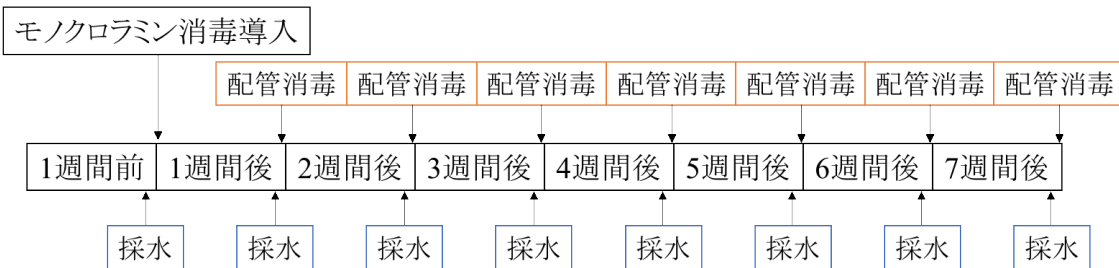 モノクロラミン消毒導入
配管消毒 配管消毒 配管消毒 配管消毒 配管消毒 配管消毒 配管消毒
1週間前 1週間後 2週間後 3週間後 4週間後 5週間後 6週間後 7週間後
採水 採水 採水 採水 採水 採水 採水 採水